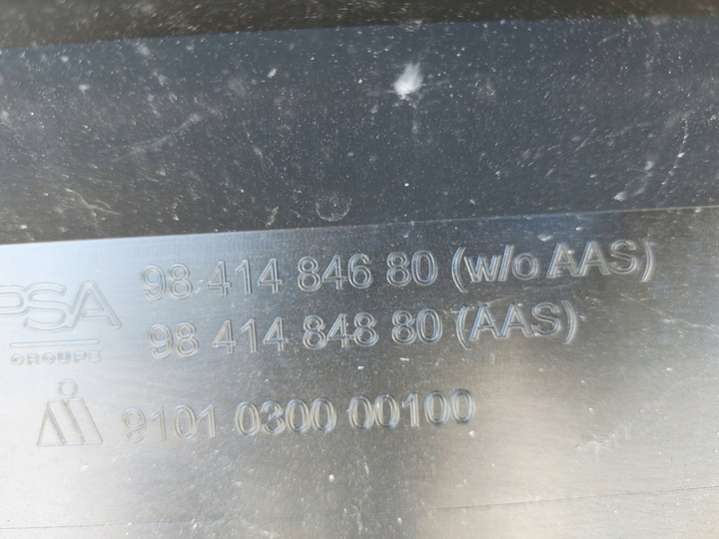 PSA 98 414 846 80 (w/o AAS)
GROUPE 98 414 848 80 (AAS)
9101 0300 00100